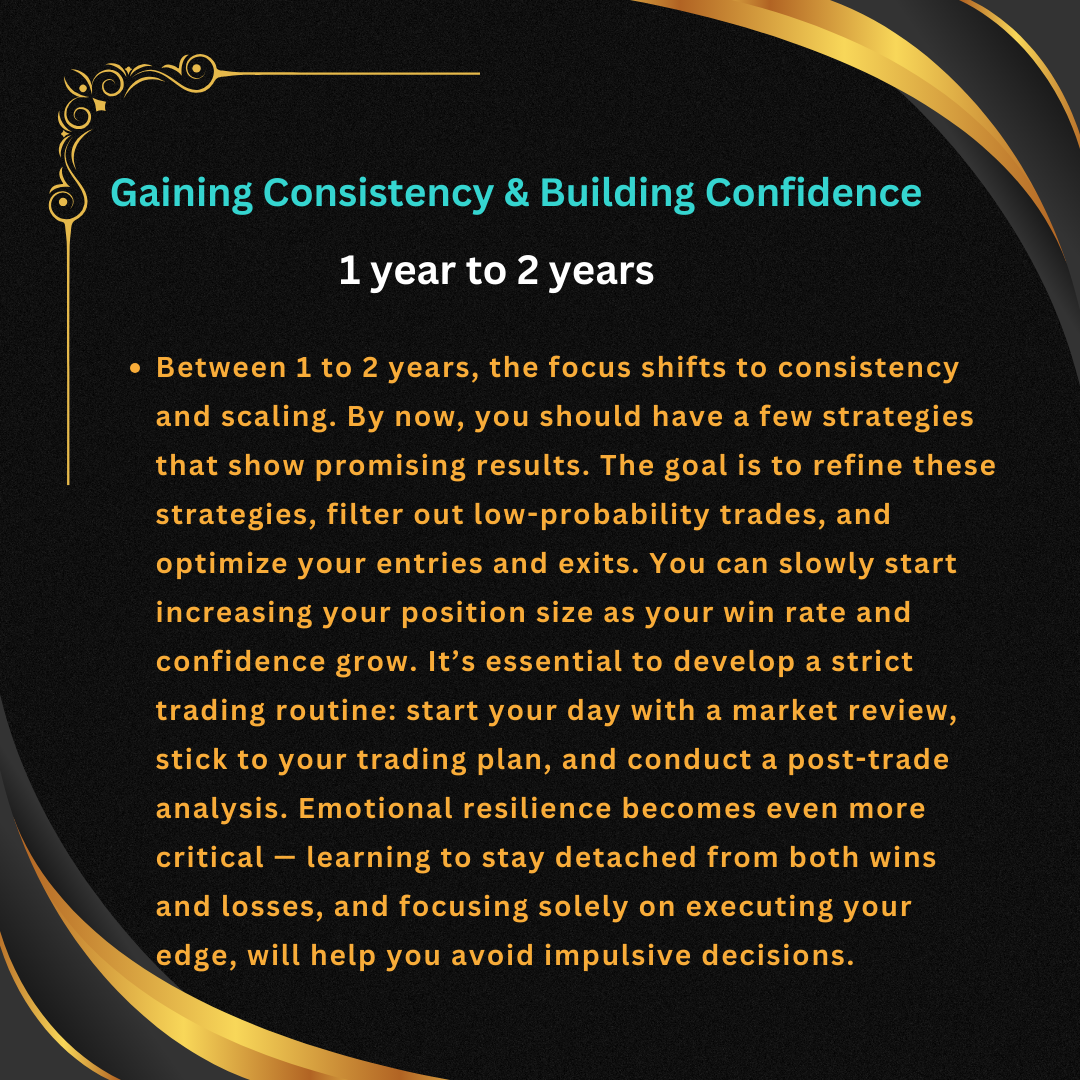 Gaining Consistency & Building Confidence
1 year to 2 years
• Between 1 to 2 years, the focus shifts to consistency
and scaling. By now, you should have a few strategies
that show promising results. The goal is to refine these
strategies, filter out low-probability trades, and
optimize your entries and exits. You can slowly start
increasing your position size as your win rate and
confidence grow. It’s essential to develop a strict
trading routine: start your day with a market review,
stick to your trading plan, and conduct a post-trade
analysis. Emotional resilience becomes even more
critical — learning to stay detached from both wins
and losses, and focusing solely on executing your
edge, will help you avoid impulsive decisions.